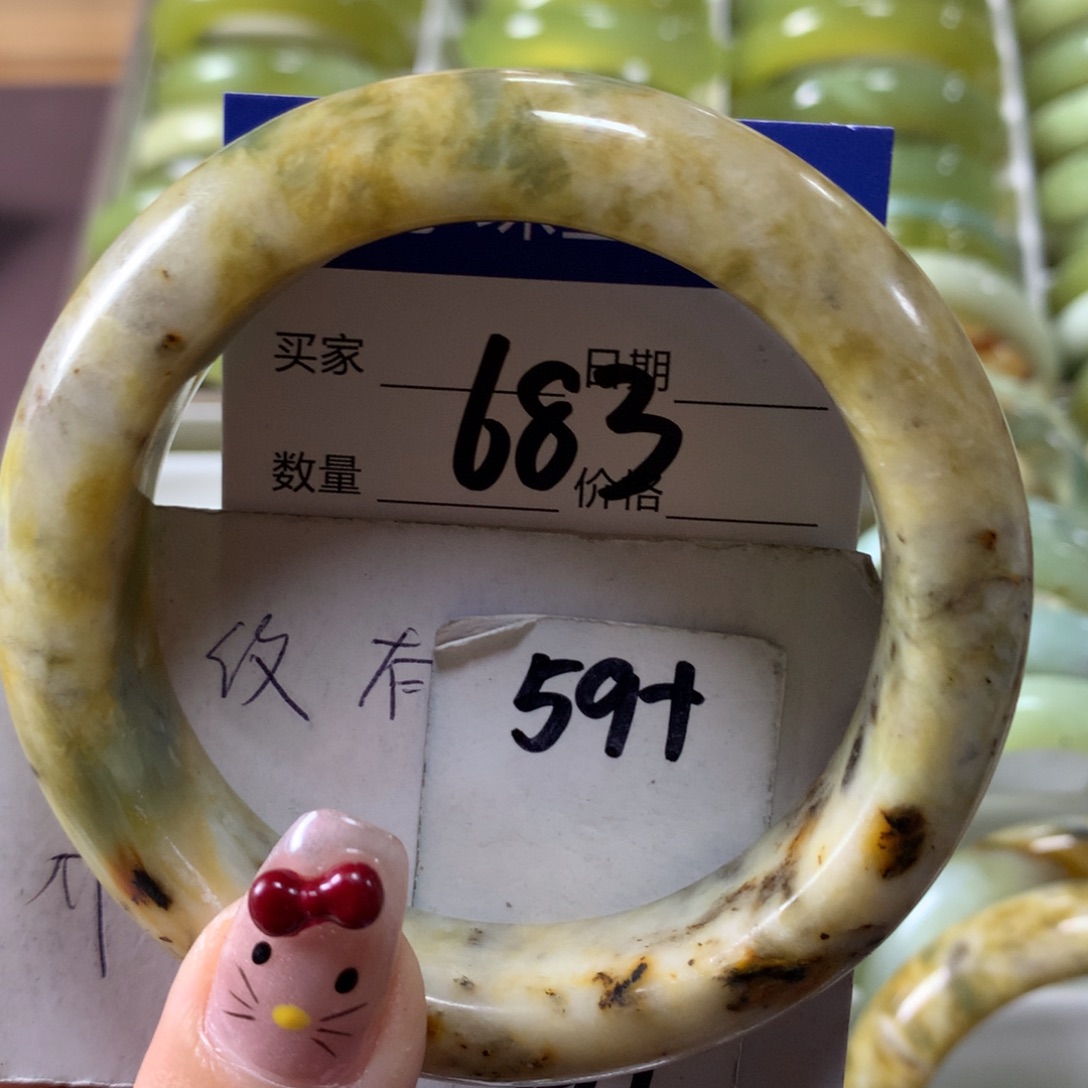 买家 日期
683
数量 价格
纹 有
59+